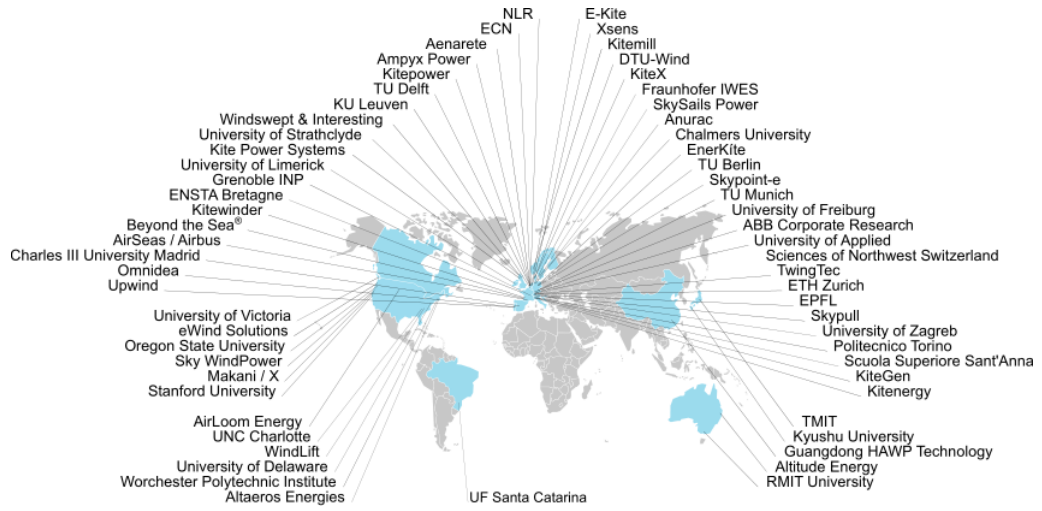 NLR
ECN
Aenarete
Ampyx Power
Kitepower
TU Delft
KU Leuven
Windswept & Interesting
University of Strathclyde
Kite Power Systems
University of Limerick
Grenoble INP
ENSTA Bretagne
Kitewinder
Beyond the Sea®
AirSeas / Airbus
Charles III University Madrid
Omnidea
Upwind
University of Victoria
eWind Solutions
Oregon State University
Sky WindPower
Makani / X
Stanford University
AirLoom Energy
UNC Charlotte
WindLift
University of Delaware
Worchester Polytechnic Institute
Altaeros Energies
UF Santa Catarina
E-Kite
Xsens
Kitemill
DTU-Wind
KiteX
Fraunhofer IWES
SkySails Power
Anurac
Chalmers University
EnerKíte
TU Berlin
Skypoint-e
TU Munich
University of Freiburg
ABB Corporate Research
University of Applied
Sciences of Northwest Switzerland
TwingTec
ETH Zurich
EPFL
Skypull
University of Zagreb
Politecnico Torino
Scuola Superiore Sant'Anna
KiteGen
Kitenergy
TMIT
Kyushu University
Guangdong HAWP Technology
Altitude Energy
RMIT University